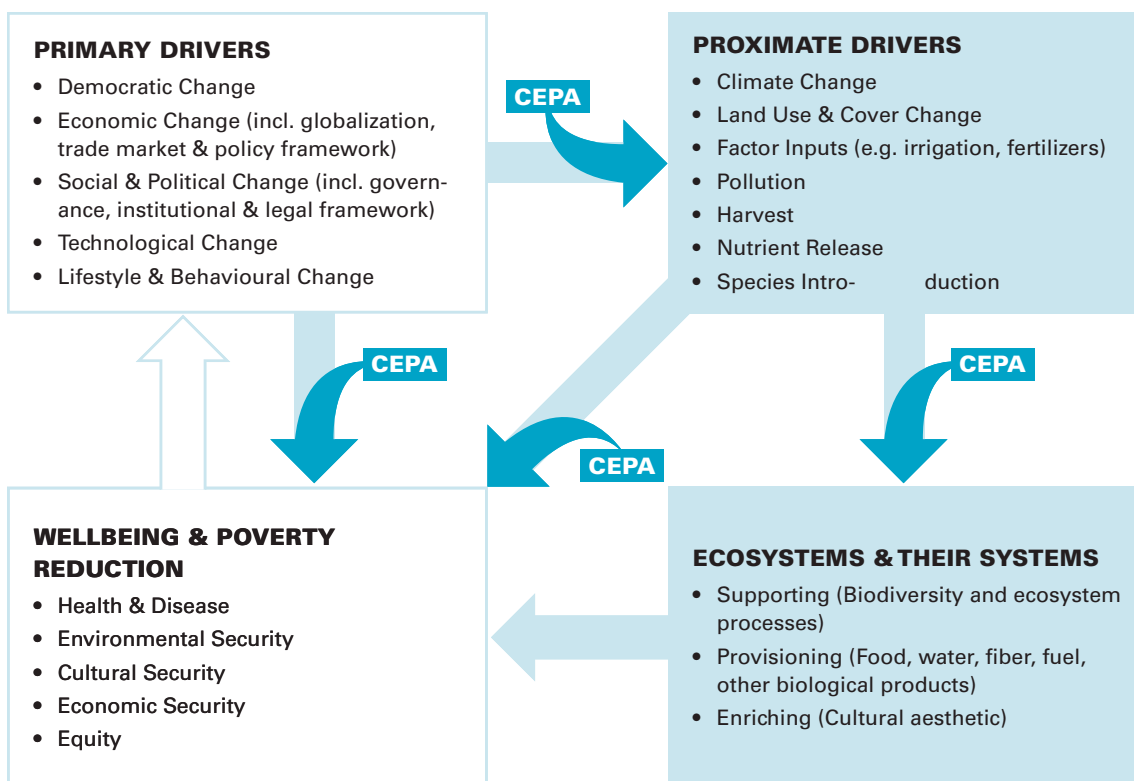 PRIMARY DRIVERS
• Democratic Change
• Economic Change (incl. globalization,
trade market & policy framework)
• Social & Political Change (incl. govern-
ance, institutional & legal framework)
• Technological Change
• Lifestyle & Behavioural Change
CEPA
PROXIMATE DRIVERS
• Climate Change
• Land Use & Cover Change
• Factor Inputs (e.g. irrigation, fertilizers)
• Pollution
• Harvest
• Nutrient Release
• Species Intro- duction
CEPA
CEPA
CEPA
WELLBEING & POVERTY
REDUCTION
• Health & Disease
• Environmental Security
• Cultural Security
• Economic Security
• Equity
ECOSYSTEMS & THEIR SYSTEMS
• Supporting (Biodiversity and ecosystem
processes)
• Provisioning (Food, water, fiber, fuel,
other biological products)
• Enriching (Cultural aesthetic)